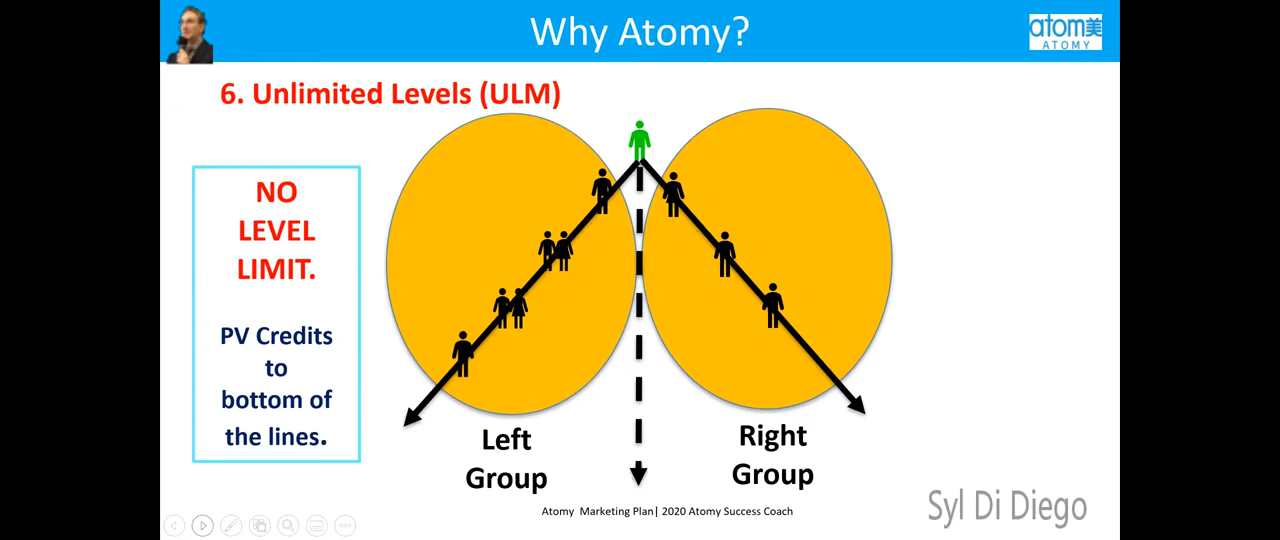 Why Atomy?
atom美
ATOMY
6. Unlimited Levels (ULM)
NO
LEVEL
LIMIT.
PV Credits
to
bottom of
the lines.
Left
Group
Right
Group
Atomy Marketing Plan| 2020 Atomy Success Coach
Syl Di Diego